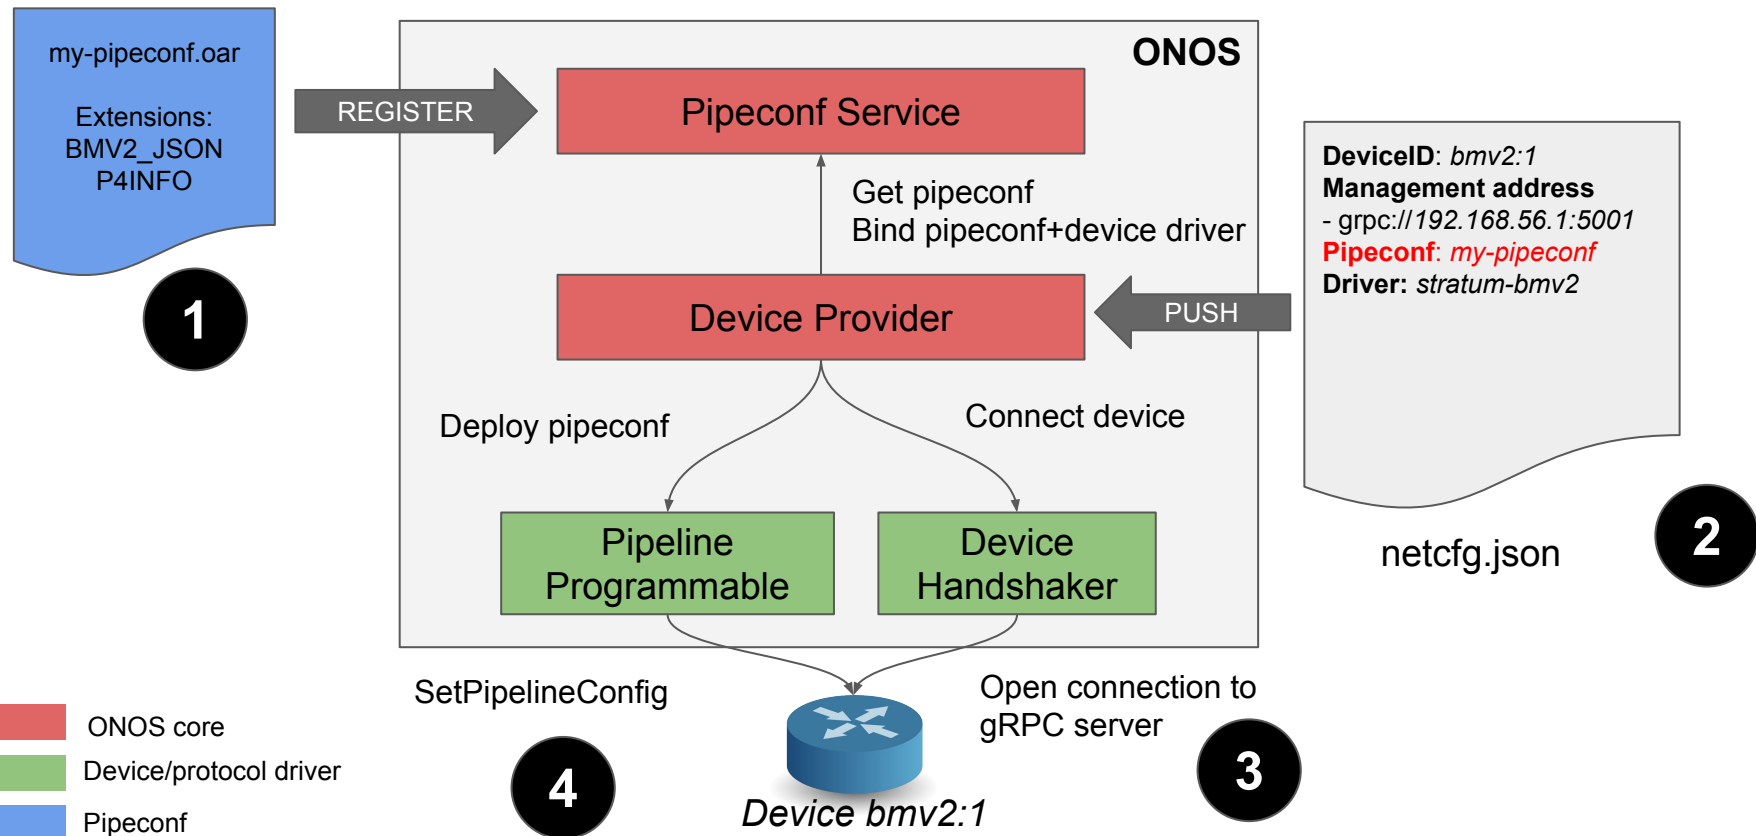 my-pipeconf.oar
Extensions:
BMV2_JSON
P4INFO
1
REGISTER
ONOS
Pipeconf Service
Get pipeconf
Bind pipeconf+device driver
Device Provider
PUSH
DeviceID: bmv2:1
Management address
- grpc://192.168.56.1:5001
Pipeconf: my-pipeconf
Driver: stratum-bmv2
netcfg.json
2
Deploy pipeconf
Connect device
Pipeline
Programmable
Device
Handshaker
SetPipelineConfig
4
Open connection to
gRPC server
3
Device bmv2:1
ONOS core
Device/protocol driver
Pipeconf